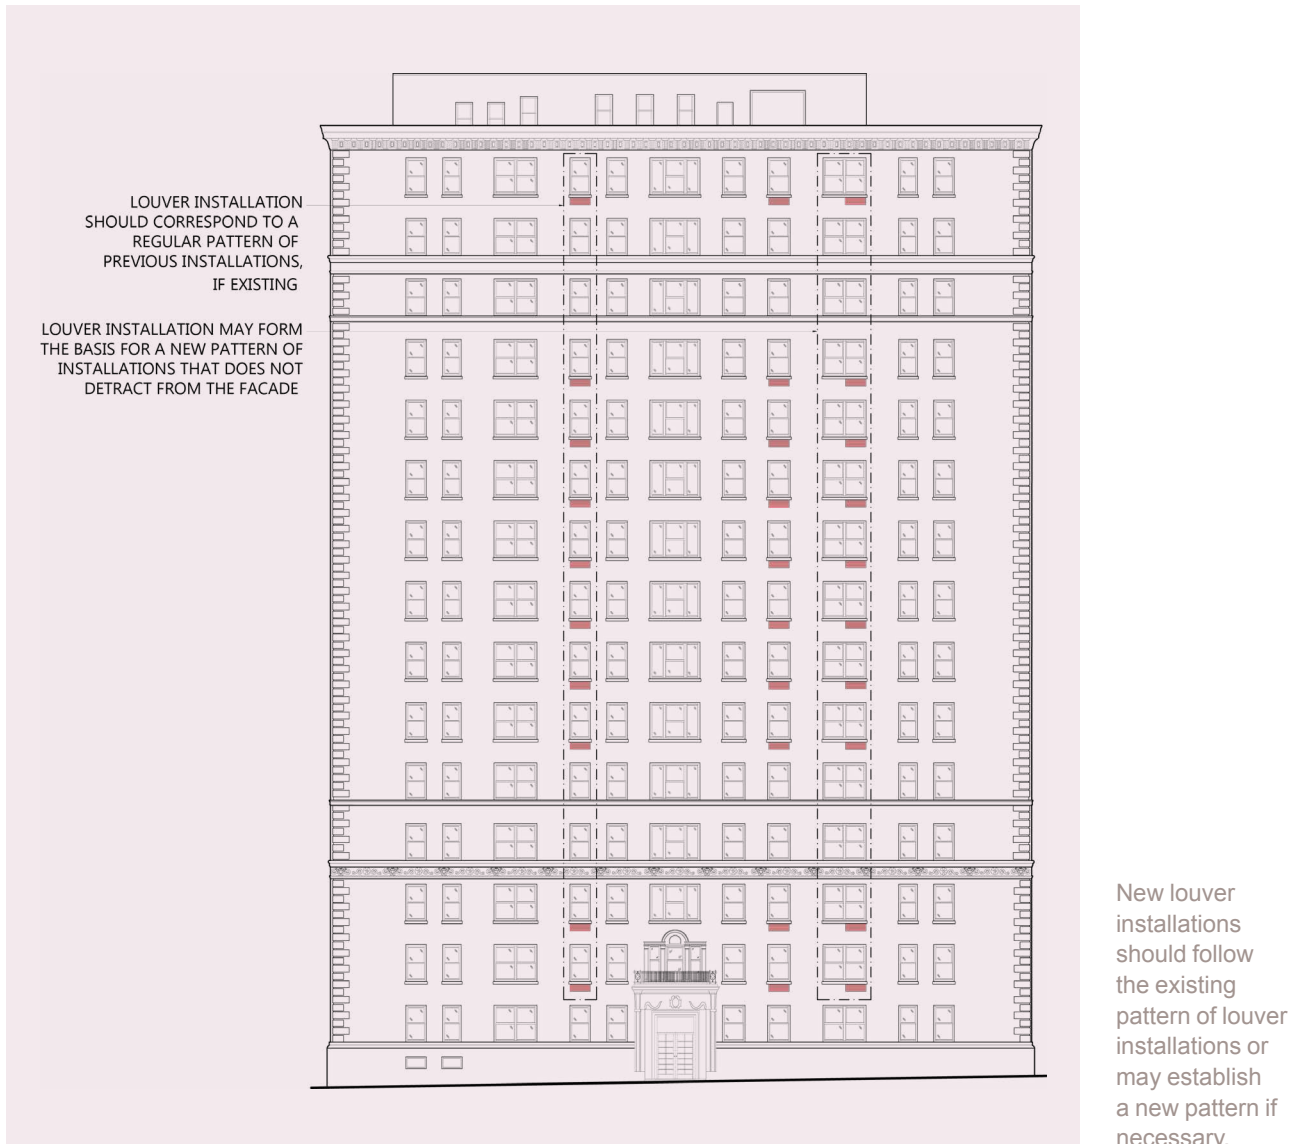 LOUVER INSTALLATION
SHOULD CORRESPOND TO A
REGULAR PATTERN OF
PREVIOUS INSTALLATIONS,
IF EXISTING
LOUVER INSTALLATION MAY FORM
THE BASIS FOR A NEW PATTERN OF
INSTALLATIONS THAT DOES NOT
DETRACT FROM THE FACADE
New louver
installations
should follow
the existing
pattern of louver
installations or
may establish
a new pattern if
necessary.